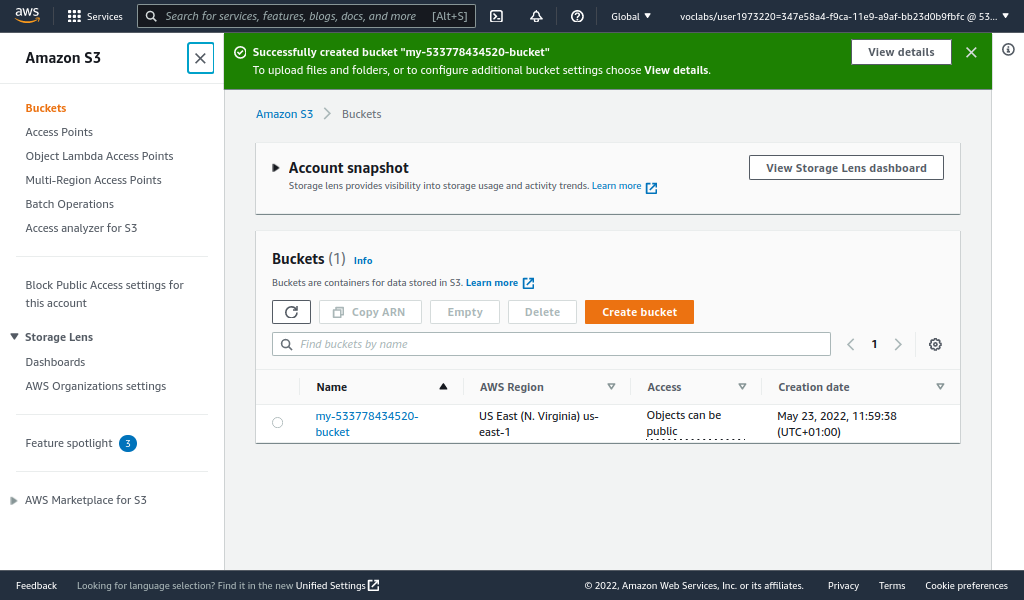 aws
Services
Search for services, features, blogs, docs, and more [Alt+S]
Global
voclabs/user1973220=347e58a4-f9ca-11e9-a9af-bb23d0b9fbfc @ 53...
Amazon S3
Buckets
Access Points
Object Lambda Access Points
Multi-Region Access Points
Batch Operations
Access analyzer for S3
Block Public Access settings for
this account
Storage Lens
Dashboards
AWS Organizations settings
Feature spotlight 3
AWS Marketplace for S3
Successfully created bucket "my-533778434520-bucket"
To upload files and folders, or to configure additional bucket settings choose View details.
View details
Amazon S3 Buckets
Account snapshot
Storage lens provides visibility into storage usage and activity trends. Learn more
View Storage Lens dashboard
Buckets (1) Info
Buckets are containers for data stored in S3. Learn more
Copy ARN Empty Delete Create bucket
Find buckets by name
1
Name AWS Region Access Creation date
my-533778434520-
bucket
US East (N. Virginia) us-
east-1
Objects can be
public
May 23, 2022, 11:59:38
(UTC+01:00)
Feedback
Looking for language selection? Find it in the new Unified Settings
© 2022, Amazon Web Services, Inc. or its affiliates.
Privacy Terms Cookie preferences